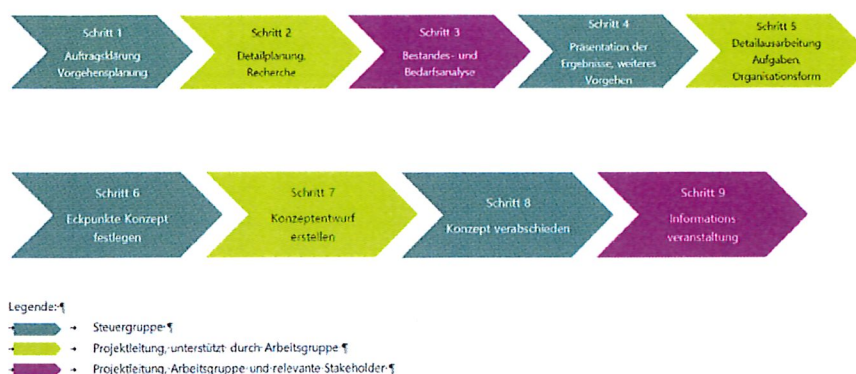 Schritt 1
Auftragsklärung
Vorgehensplanung
Schritt 2
Detailplanung,
Recherche
Schritt 3
Bestandes- und
Bedarfsanalyse
Schritt 4
Präsentation der
Ergebnisse, weiteres
Vorgehen
Schritt 5
Detailausarbeitung
Aufgaben,
Organisationsform
Schritt 6
Eckpunkte Konzept
festlegen
Schritt 7
Konzeptentwurf
erstellen
Schritt 8
Konzept verabschieden
Schritt 9
Informations
veranstaltung
Legende:¶
→ → Steuergruppe·¶
→ → Projektleitung,·unterstützt·durch·Arbeitsgruppe·¶
→ → Projektleitung,·Arbeitsgruppe·und·relevante·Stakeholder·¶